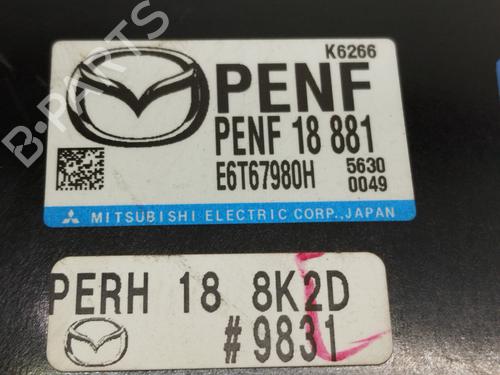 K6266
PENF
PENF 18 881
E6T67980H
5630
0049
MITSUBISHI ELECTRIC CORP., JAPAN
PERH 18 8K2D
#9831
B-PARTS